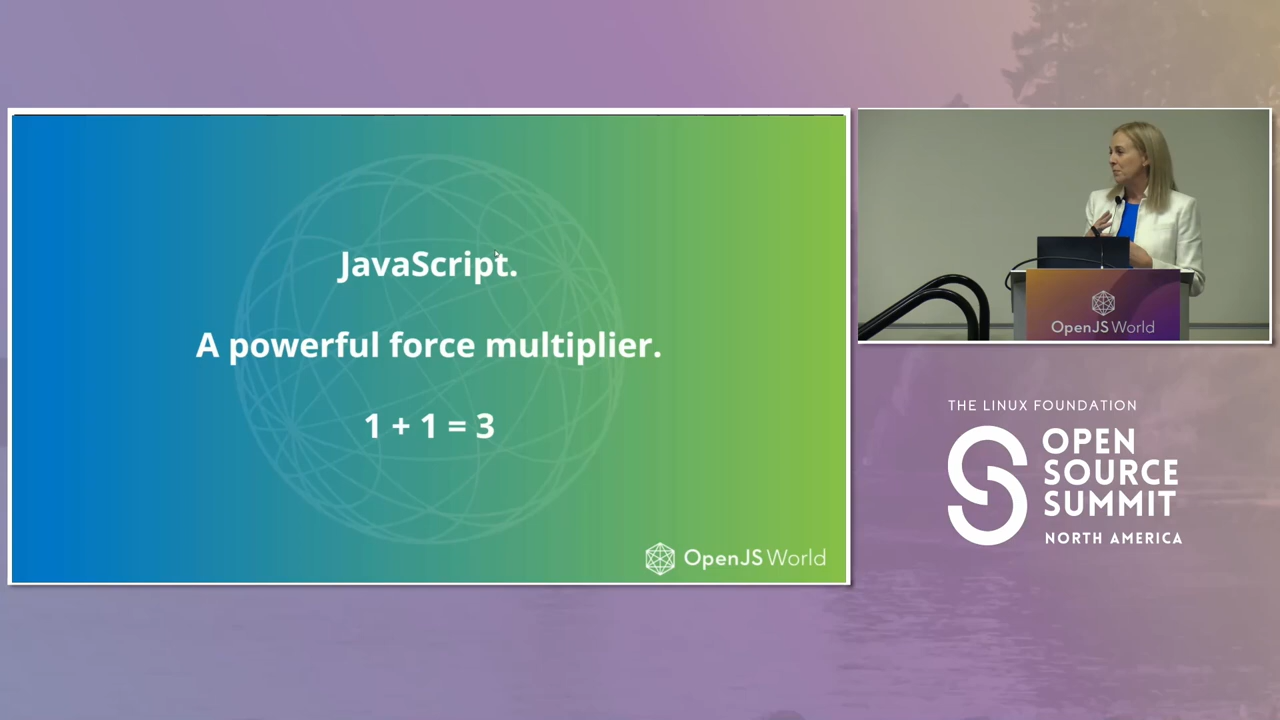 JavaScript.
A powerful force multiplier.
1 + 1 = 3
OpenJS World
OpenJS World
THE LINUX FOUNDATION
OPEN
SOURCE
SUMMIT
NORTH AMERICA